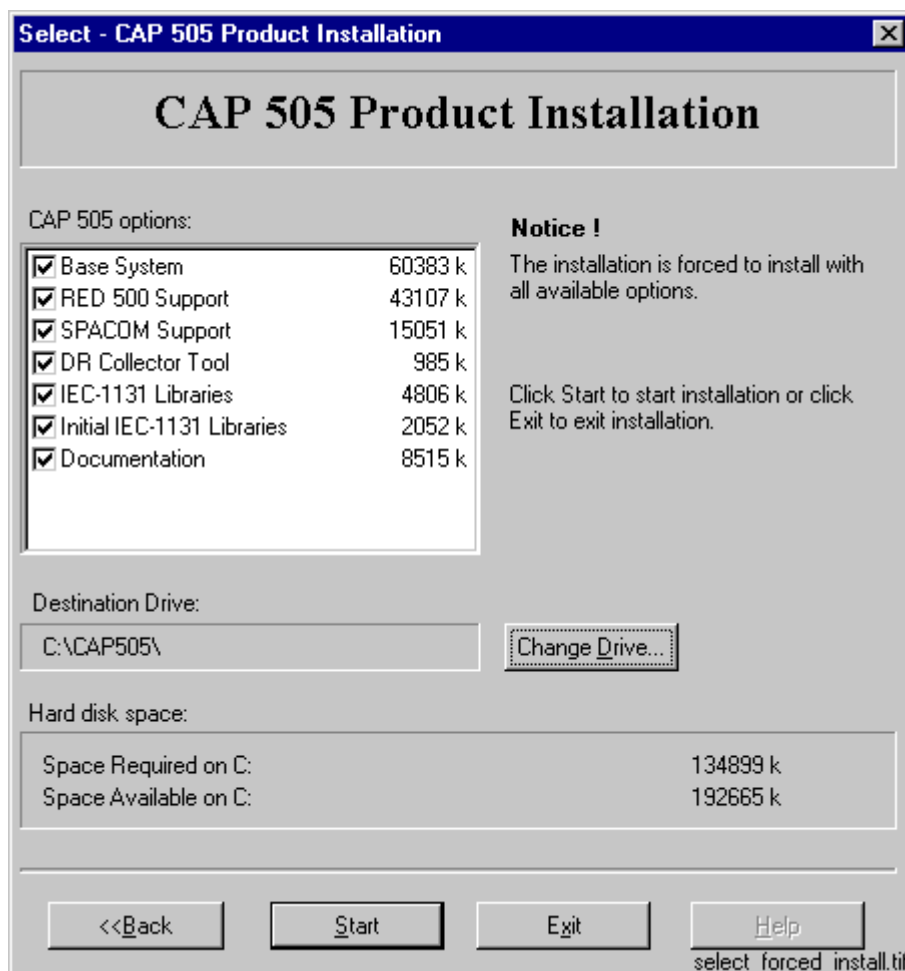 Select - CAP 505 Product Installation
CAP 505 Product Installation
CAP 505 options:
Base System 60383 k
RED 500 Support 43107 k
SPACOM Support 15051 k
DR Collector Tool 985 k
IEC-1131 Libraries 4806 k
Initial IEC-1131 Libraries 2052 k
Documentation 8515 k
Notice !
The installation is forced to install with
all available options.
Click Start to start installation or click
Exit to exit installation.
Destination Drive:
C:\CAP505\
Change Drive...
Hard disk space:
Space Required on C: 134899 k
Space Available on C: 192665 k
<<Back
Start
Exit
Help
select_forced_install.tif